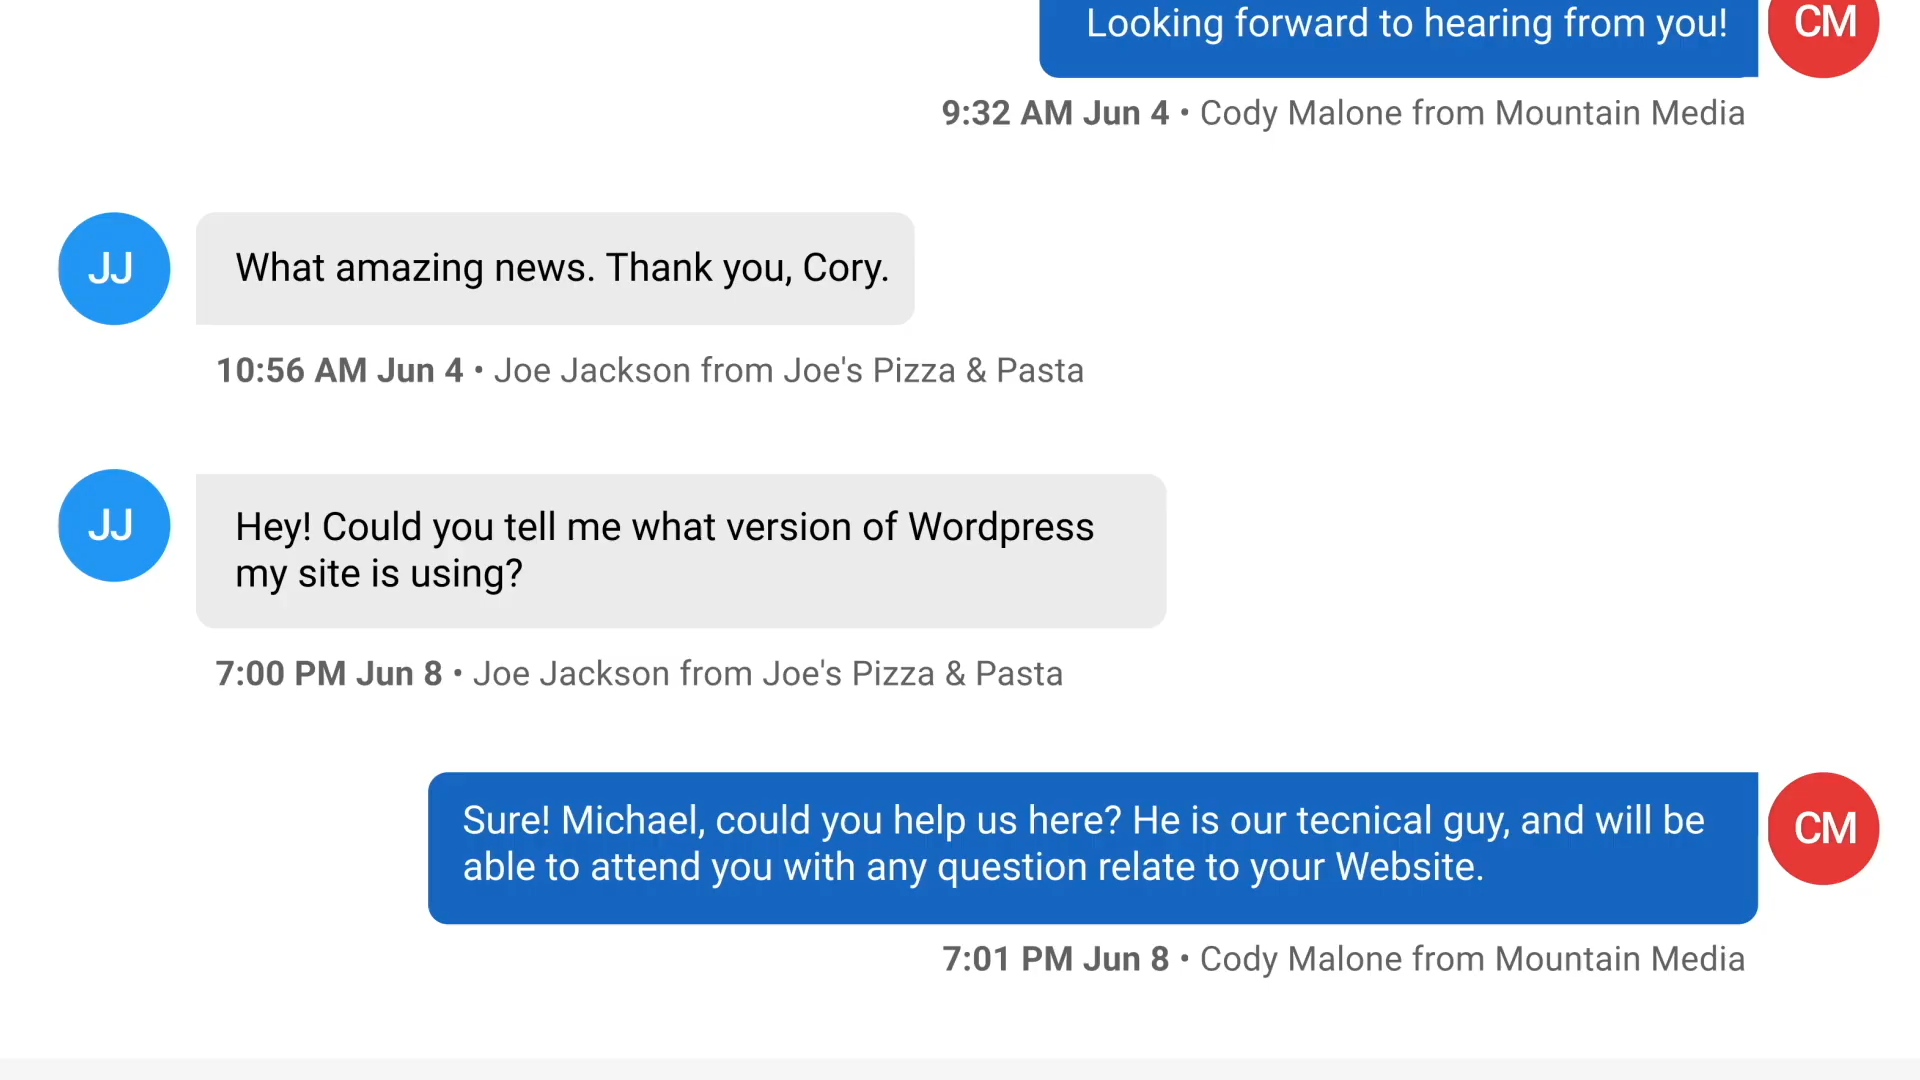 Looking forward to hearing from you!
CM
9:32 AM Jun 4 • Cody Malone from Mountain Media
JJ
What amazing news. Thank you, Cory.
10:56 AM Jun 4 • Joe Jackson from Joe's Pizza & Pasta
JJ
Hey! Could you tell me what version of Wordpress
my site is using?
7:00 PM Jun 8 • Joe Jackson from Joe's Pizza & Pasta
Sure! Michael, could you help us here? He is our tecnical guy, and will be
able to attend you with any question relate to your Website.
CM
7:01 PM Jun 8 • Cody Malone from Mountain Media